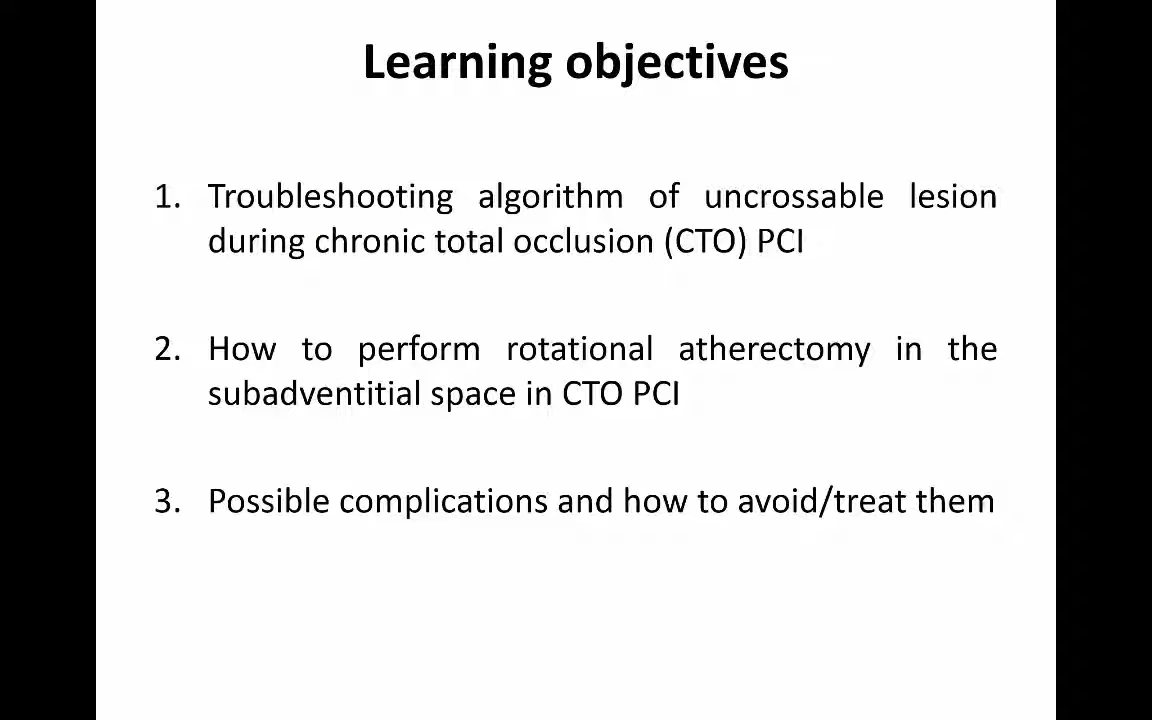 Learning objectives
1. Troubleshooting algorithm of uncrossable lesion
during chronic total occlusion (CTO) PCI
2. How to perform rotational atherectomy in the
subadventitial space in CTO PCI
3. Possible complications and how to avoid/treat them